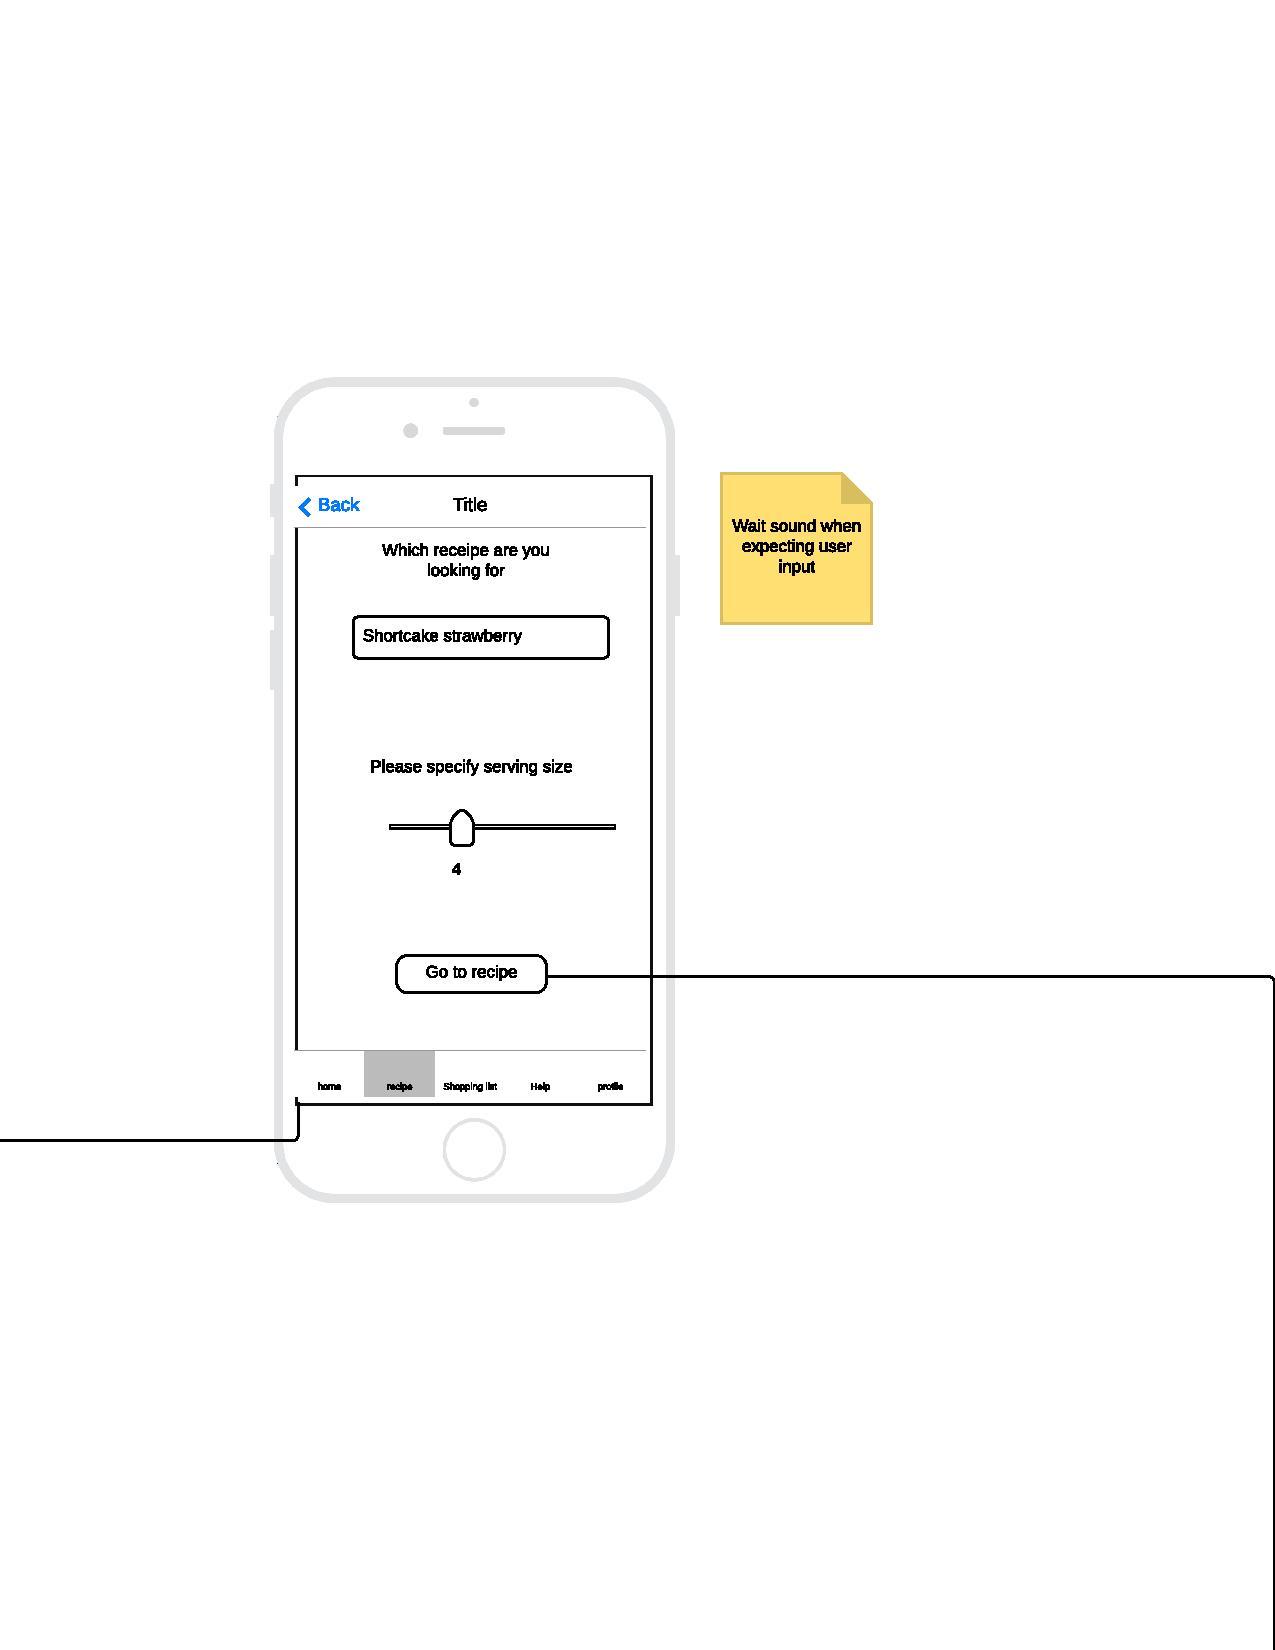 Back
Title
Which receipe are you
looking for
Shortcake strawberry
Please specify serving size
4
Go to recipe
home
recipe
Shopping list
Help
profile
Wait sound when
expecting user
input